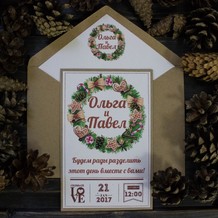 Ольга
и
Павел
Ольга
и
Павел
Будем рады разделить
этот день вместе с вами!
LOVE
21
2017
12:00